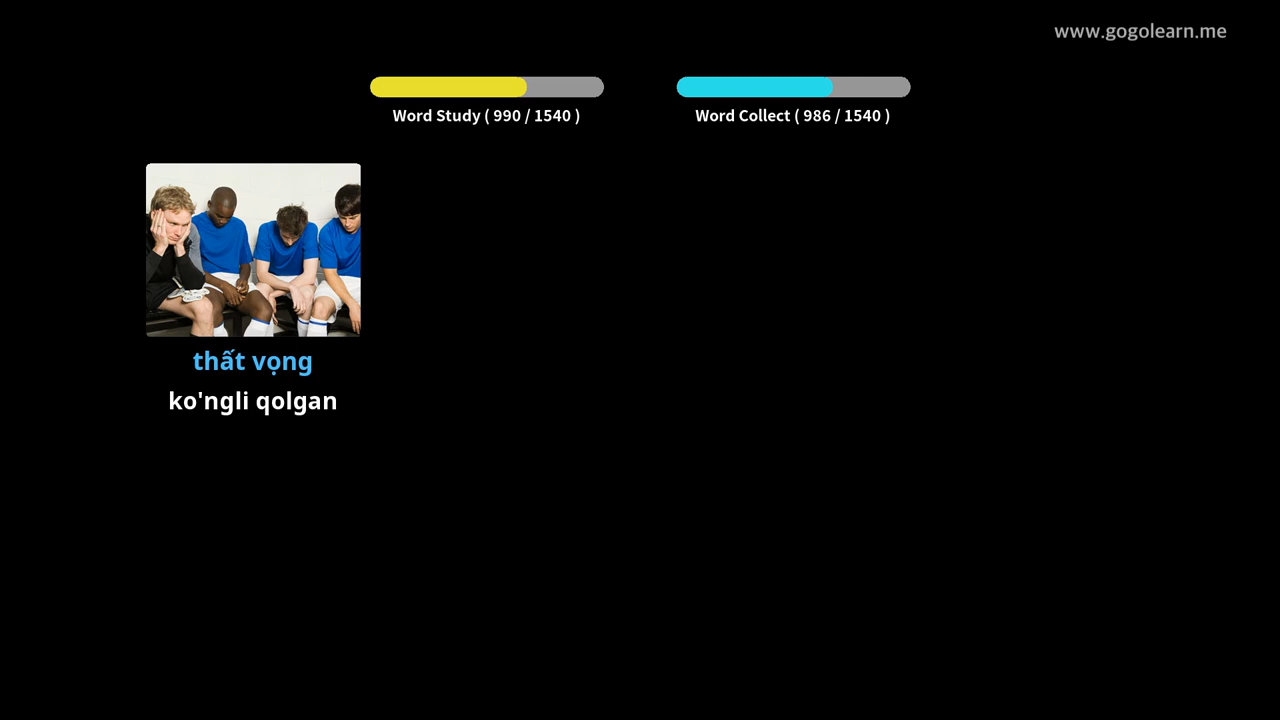 www.gogolearn.me
Word Study ( 990 / 1540 )
Word Collect ( 986 / 1540 )
thất vọng
ko'ngli qolgan